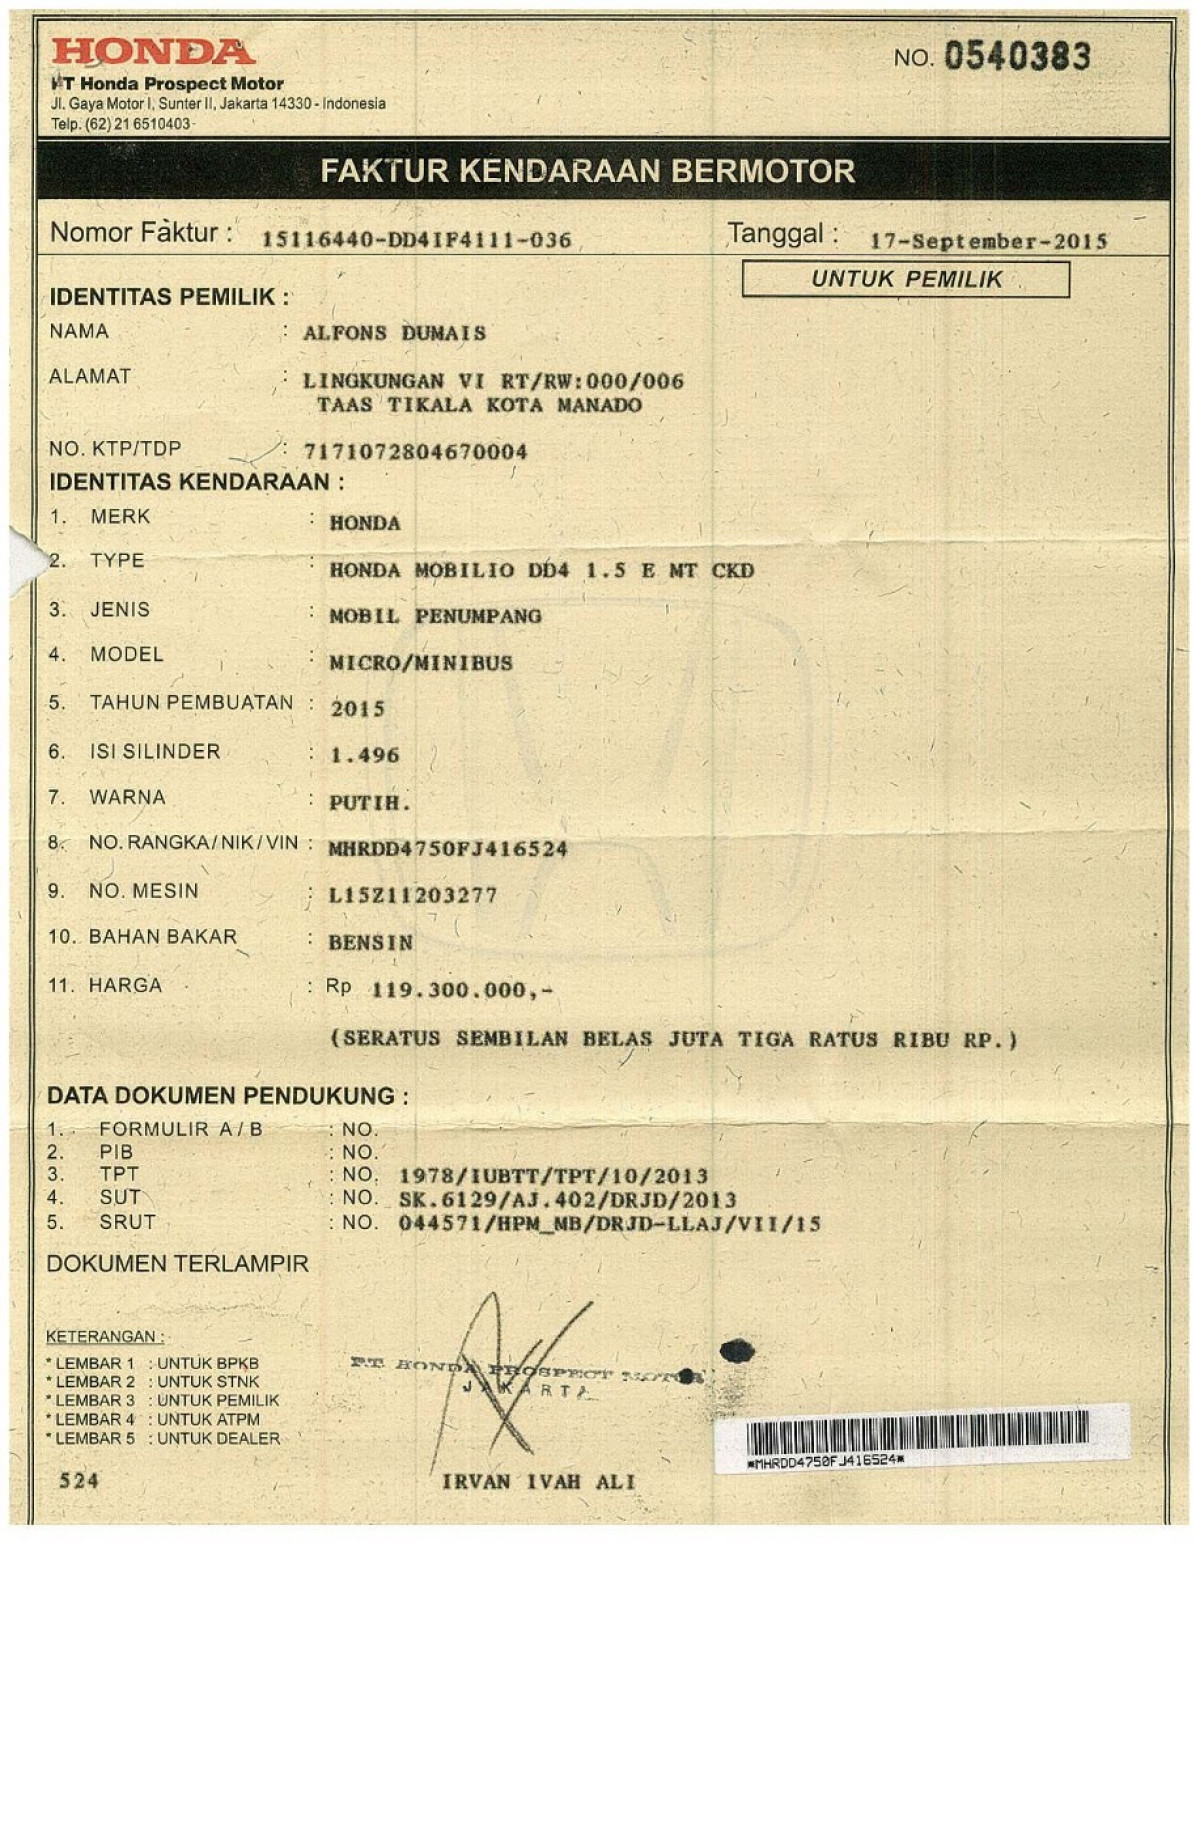 HONDA
PT Honda Prospect Motor
Jl. Gaya Motor I, Sunter II, Jakarta 14330 - Indonesia
Telp. (62) 21 6510403
NO. 0540383
FAKTUR KENDARAAN BERMOTOR
Nomor Faktur : 15116440-DD4IF4111-036 Tanggal : 17-September-2015
UNTUK PEMILIK
IDENTITAS PEMILIK :
NAMA : ALFONS DUMAIS
ALAMAT : LINGKUNGAN VI RT/RW:000/006
TAAS TIKALA KOTA MANADO
NO. KTP/TDP : 7171072804670004
IDENTITAS KENDARAAN :
1. MERK : HONDA
2. TYPE : HONDA MOBILIO DD4 1.5 E MT CKD
3. JENIS : MOBIL PENUMPANG
4. MODEL : MICRO/MINIBUS
5. TAHUN PEMBUATAN : 2015
6. ISI SILINDER : 1.496
7. WARNA : PUTIH.
8. NO. RANGKA / NIK / VIN : MHRDD4750FJ416524
9. NO. MESIN : L15Z11203277
10. BAHAN BAKAR : BENSIN
11. HARGA : Rp 119.300.000,-
(SERATUS SEMBILAN BELAS JUTA TIGA RATUS RIBU RP.)
DATA DOKUMEN PENDUKUNG :
1. FORMULIR A / B : NO.
2. PIB : NO.
3. TPT : NO. 1978/IUBTT/TPT/10/2013
4. SUT : NO. SK.6129/AJ.402/DRJD/2013
5. SRUT : NO. 044571/HPM_MB/DRJD-LLAJ/VII/15
DOKUMEN TERLAMPIR
KETERANGAN :
* LEMBAR 1 : UNTUK BPKB
* LEMBAR 2 : UNTUK STNK
* LEMBAR 3 : UNTUK PEMILIK
* LEMBAR 4 : UNTUK ATPM
* LEMBAR 5 : UNTUK DEALER
P.T. HONDA PROSPECT MOTOR
JAKARTA
*MHRDD4750FJ416524*
524 IRVAN IVAH ALI